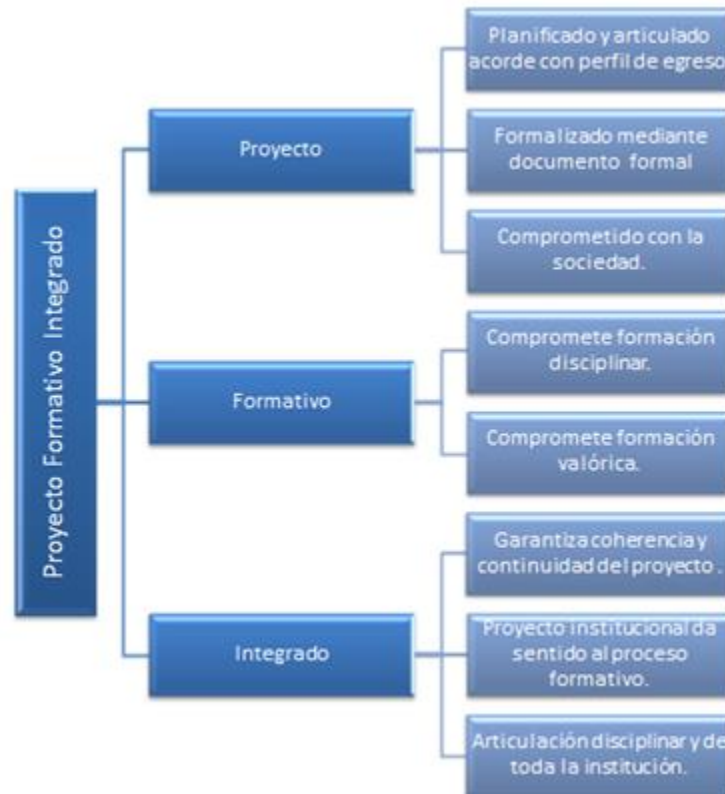 Proyecto Formativo Integrado
Proyecto
Planificado y articulado
acorde con perfil de egreso
Formalizado mediante
documento formal
Comprometido con la
sociedad.
Formativo
Compromete formación
disciplinar.
Compromete formación
valórica.
Integrado
Garantiza coherencia y
continuidad del proyecto .
Proyecto institucional da
sentido al proceso
formativo.
Articulación disciplinar y de
toda la institución.